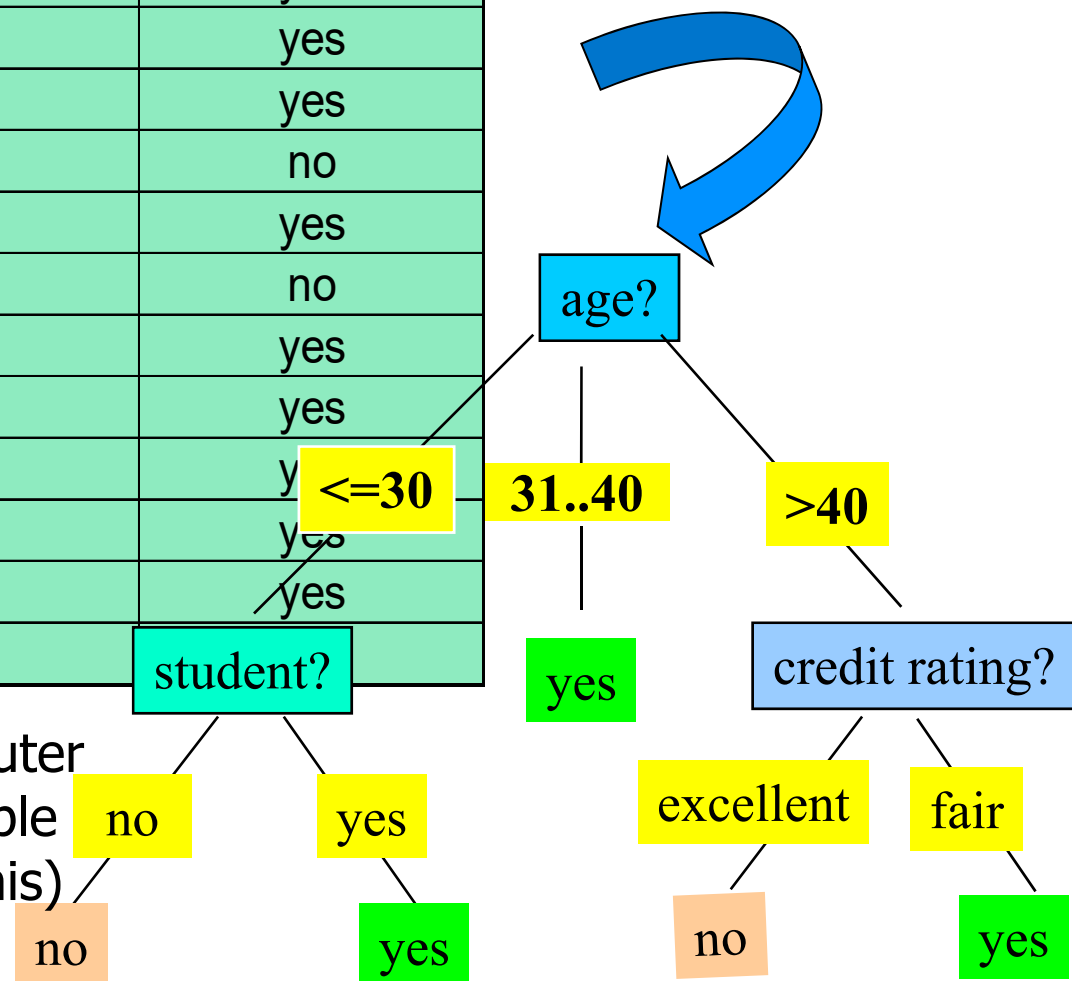 yes
yes
no
yes
no
yes
yes
yes
yes
age?
<=30
31..40
>40
student?
yes
credit rating?
no
yes
excellent
fair
no
yes
no
yes